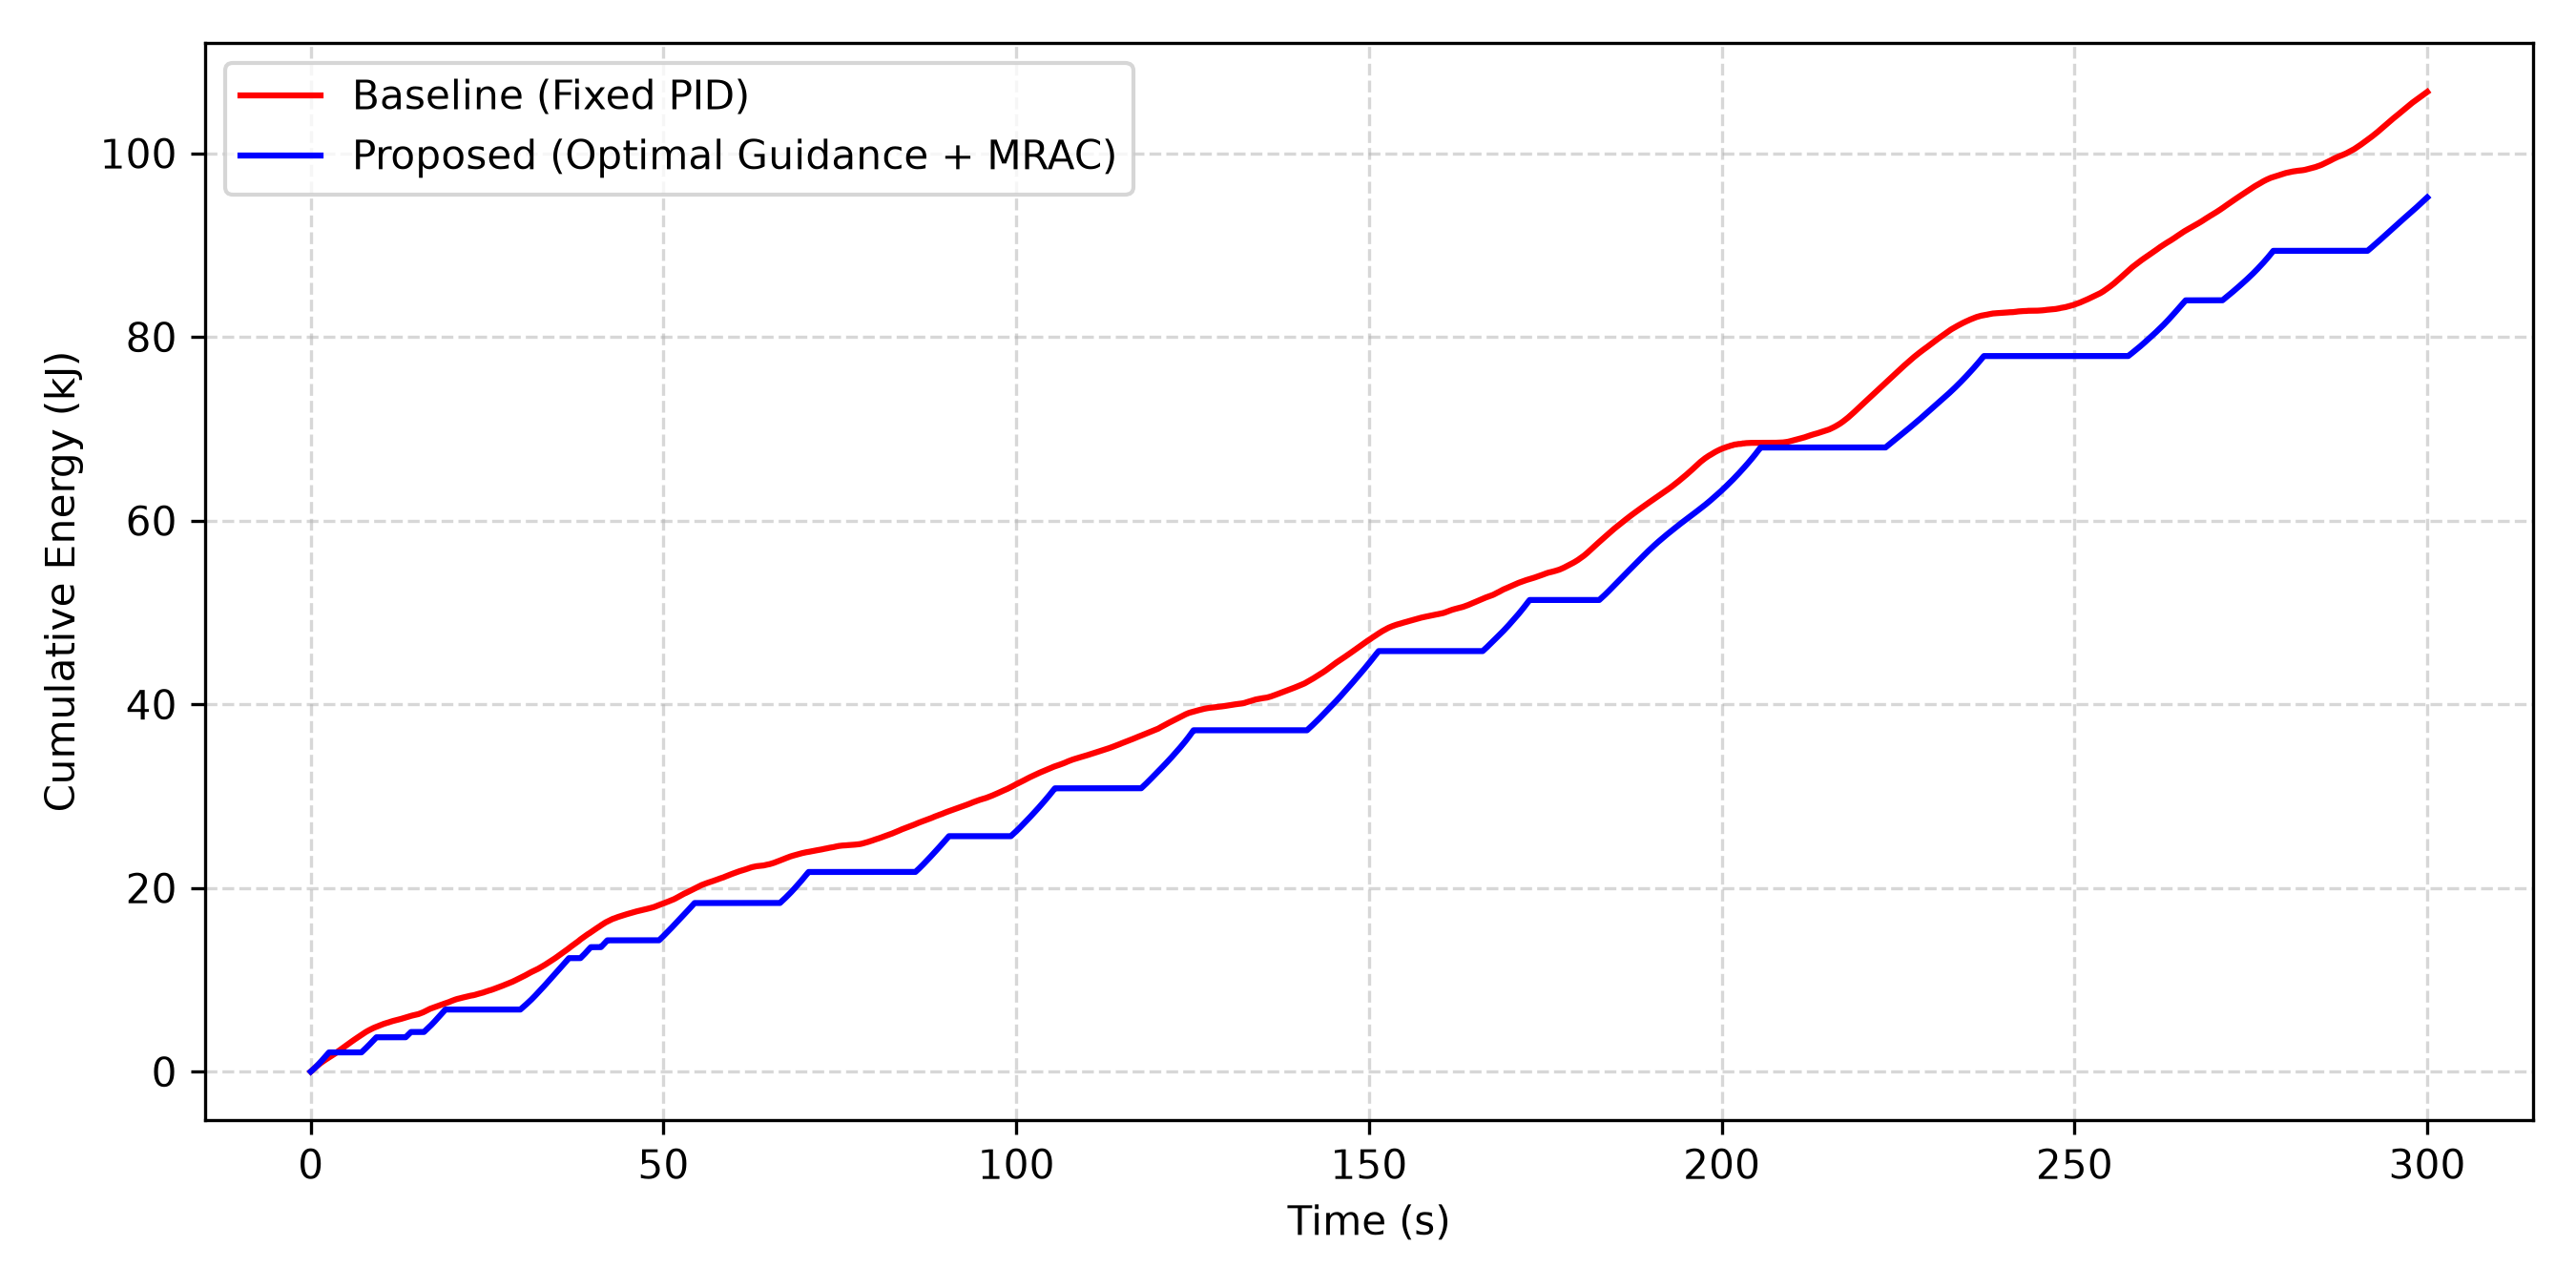 Baseline (Fixed PID)
Proposed (Optimal Guidance + MRAC)
Cumulative Energy (kJ)
100
80
60
40
20
0
0 50 100 150 200 250 300
Time (s)